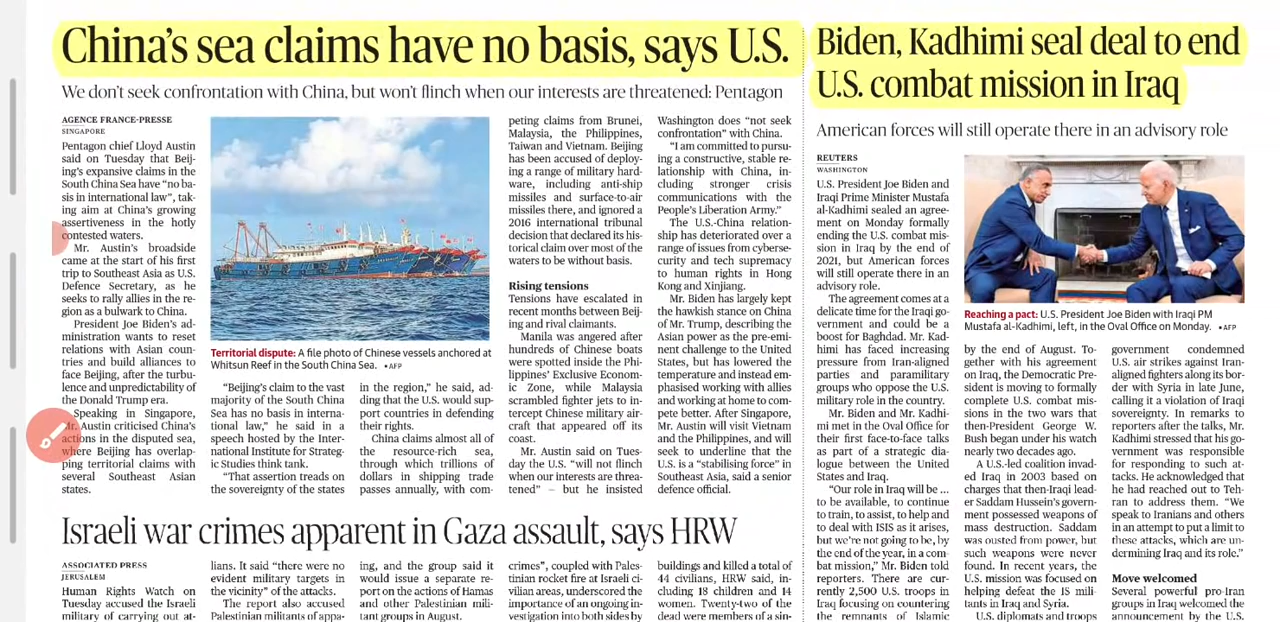 China's sea claims have no basis, says U.S.
We don't seek confrontation with China, but won't flinch when our interests are threatened: Pentagon
AGENCE FRANCE-PRESSE
SINGAPORE
Pentagon chief Lloyd Austin
said on Tuesday that Beij-
ing's expansive claims in the
South China Sea have "no ba-
sis in international law", tak-
ing aim at China's growing
assertiveness in the hotly
contested waters.
Mr. Austin's broadside
came at the start of his first
trip to Southeast Asia as U.S.
Defence Secretary, as he
seeks to rally allies in the re-
gion as a bulwark to China.
President Joe Biden's ad-
ministration wants to reset
relations with Asian coun-
tries and build alliances to
face Beijing, after the turbu-
lence and unpredictability of
the Donald Trump era.
Speaking in Singapore,
Mr. Austin criticised China's
actions in the disputed sea,
where Beijing has overlap-
ping territorial claims with
several Southeast Asian
states.
Territorial dispute: A file photo of Chinese vessels anchored at
Whitsun Reef in the South China Sea. •AFP
"Beijing's claim to the vast
majority of the South China
Sea has no basis in interna-
tional law," he said in a
speech hosted by the Inter-
national Institute for Strateg-
ic Studies think tank.
"That assertion treads on
the sovereignty of the states
in the region," he said, ad-
ding that the U.S. would sup-
port countries in defending
their rights.
China claims almost all of
the resource-rich sea,
through which trillions of
dollars in shipping trade
passes annually, with com-
peting claims from Brunei,
Malaysia, the Philippines,
Taiwan and Vietnam. Beijing
has been accused of deploy-
ing a range of military hard-
ware, including anti-ship
missiles and surface-to-air
missiles there, and ignored a
2016 international tribunal
decision that declared its his-
torical claim over most of the
waters to be without basis.
Rising tensions
Tensions have escalated in
recent months between Beij-
ing and rival claimants.
Manila was angered after
hundreds of Chinese boats
were spotted inside the Phi-
lippines' Exclusive Econom-
ic Zone, while Malaysia
scrambled fighter jets to in-
tercept Chinese military air-
craft that appeared off its
coast.
Mr. Austin said on Tues-
day the U.S. "will not flinch
when our interests are threa-
tened" – but he insisted
Washington does "not seek
confrontation" with China.
"I am committed to pursu-
ing a constructive, stable re-
lationship with China, in-
cluding stronger crisis
communications with the
People's Liberation Army."
The U.S.-China relation-
ship has deteriorated over a
range of issues from cyberse-
curity and tech supremacy
to human rights in Hong
Kong and Xinjiang.
Mr. Biden has largely kept
the hawkish stance on China
of Mr. Trump, describing the
Asian power as the pre-emi-
nent challenge to the United
States, but has lowered the
temperature and instead em-
phasised working with allies
and working at home to com-
pete better. After Singapore,
Mr. Austin will visit Vietnam
and the Philippines, and will
seek to underline that the
U.S. is a "stabilising force" in
Southeast Asia, said a senior
defence official.
Biden, Kadhimi seal deal to end
U.S. combat mission in Iraq
American forces will still operate there in an advisory role
REUTERS
WASHINGTON
U.S. President Joe Biden and
Iraqi Prime Minister Mustafa
al-Kadhimi sealed an agree-
ment on Monday formally
ending the U.S. combat mis-
sion in Iraq by the end of
2021, but American forces
will still operate there in an
advisory role.
The agreement comes at a
delicate time for the Iraqi go-
vernment and could be a
boost for Baghdad. Mr. Kad-
himi has faced increasing
pressure from Iran-aligned
parties and paramilitary
groups who oppose the U.S.
military role in the country.
Mr. Biden and Mr. Kadhi-
mi met in the Oval Office for
their first face-to-face talks
as part of a strategic dia-
logue between the United
States and Iraq.
"Our role in Iraq will be ...
to be available, to continue
to train, to assist, to help and
to deal with ISIS as it arises,
but we're not going to be, by
the end of the year, in a com-
bat mission," Mr. Biden told
reporters. There are cur-
rently 2,500 U.S. troops in
Iraq focusing on countering
the remnants of Islamic
Reaching a pact: U.S. President Joe Biden with Iraqi PM
Mustafa al-Kadhimi, left, in the Oval Office on Monday. •AFP
by the end of August. To-
gether with his agreement
on Iraq, the Democratic Pre-
sident is moving to formally
complete U.S. combat mis-
sions in the two wars that
then-President George W.
Bush began under his watch
nearly two decades ago.
A U.S.-led coalition invad-
ed Iraq in 2003 based on
charges that then-Iraqi lead-
er Saddam Hussein's govern-
ment possessed weapons of
mass destruction. Saddam
was ousted from power, but
such weapons were never
found. In recent years, the
U.S. mission was focused on
helping defeat the IS mili-
tants in Iraq and Syria.
U.S. diplomats and troops
government condemned
U.S. air strikes against Iran-
aligned fighters along its bor-
der with Syria in late June,
calling it a violation of Iraqi
sovereignty. In remarks to
reporters after the talks, Mr.
Kadhimi stressed that his go-
vernment was responsible
for responding to such at-
tacks. He acknowledged that
he had reached out to Teh-
ran to address them. "We
speak to Iranians and others
in an attempt to put a limit to
these attacks, which are un-
dermining Iraq and its role."
Move welcomed
Several powerful pro-Iran
groups in Iraq welcomed the
announcement by the U.S.
Israeli war crimes apparent in Gaza assault, says HRW
ASSOCIATED PRESS
JERUSALEM
Human Rights Watch on
Tuesday accused the Israeli
military of carrying out at-
lians. It said "there were no
evident military targets in
the vicinity" of the attacks.
The report also accused
Palestinian militants of appa-
ing, and the group said it
would issue a separate re-
port on the actions of Hamas
and other Palestinian mili-
tant groups in August.
crimes", coupled with Pales-
tinian rocket fire at Israeli ci-
vilian areas, underscored the
importance of an ongoing in-
vestigation into both sides by
buildings and killed a total of
44 civilians, HRW said, in-
cluding 18 children and 14
women. Twenty-two of the
dead were members of a sin-